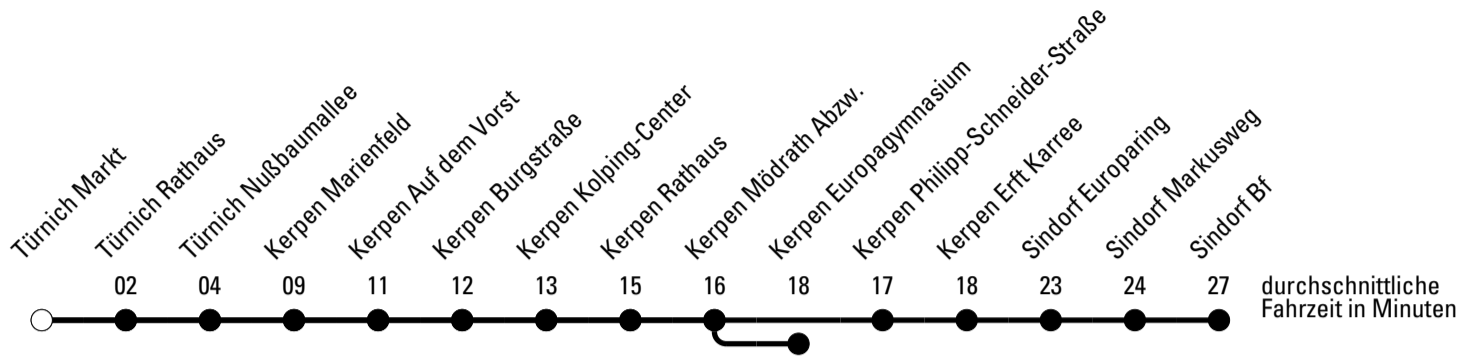 Türnich Markt
Türnich Rathaus
Türnich Nußbaumallee
Kerpen Marienfeld
Kerpen Auf dem Vorst
Kerpen Burgstraße
Kerpen Kolping-Center
Kerpen Rathaus
Kerpen Mödrath Abzw.
Kerpen Europagymnasium
Kerpen Philipp-Schneider-Straße
Kerpen Erft Karree
Sindorf Europaring
Sindorf Markusweg
Sindorf Bf
02 04 09 11 12 13 15 16 18 17 18 23 24 27
durchschnittliche
Fahrzeit in Minuten